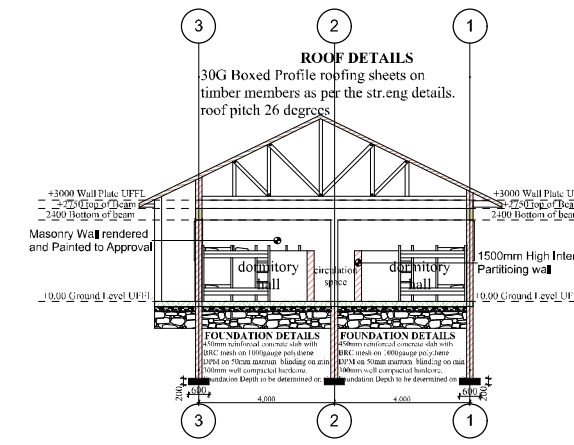 3
2
1
ROOF DETAILS
30G Boxed Profile roofing sheets on
timber members as per the str.eng details.
roof pitch 26 degrees
+3000 Wall Plate UFFL
+2750 top of Beam
2400 Bottom of beam
+3000 Wall Plate U
+2750 top of Bea
2400 Bottom of bea
Masonry Wall rendered
and Painted to Approval
1500mm High Inter
Partitioing wall
dormitory
hall
circulation
space
dormitory
hall
+0.00 Ground Level UFFL
+0.00 Ground Level UF
FOUNDATION DETAILS
450mm reinforced concrete slab with
BRC mesh on 1000gauge polythene
DPM on 50mm murrum blinding on min
300mm well compacted hardcore.
Foundation Depth to be determined on
FOUNDATION DETAILS
450mm reinforced concrete slab with
BRC mesh on 1000gauge polythene
DPM on 50mm murrum blinding on min
300mm well compacted hardcore.
Foundation Depth to be determined on
200
600
600
200
4,000
4,000
3
2
1